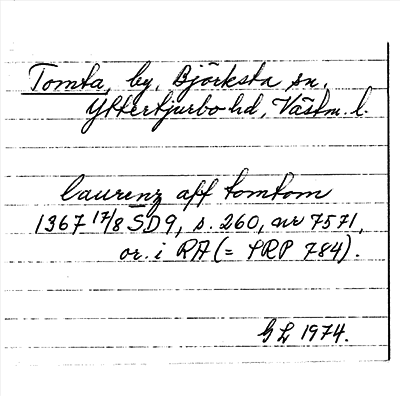 Tomta, by, Björksta sn.
Yttertjurbo hd, Västm. l.
laurenz aff tomtom
1367 17/8 SD9, s. 260, nr 7571,
or. i RA (= PRP 784).
GL 1974.